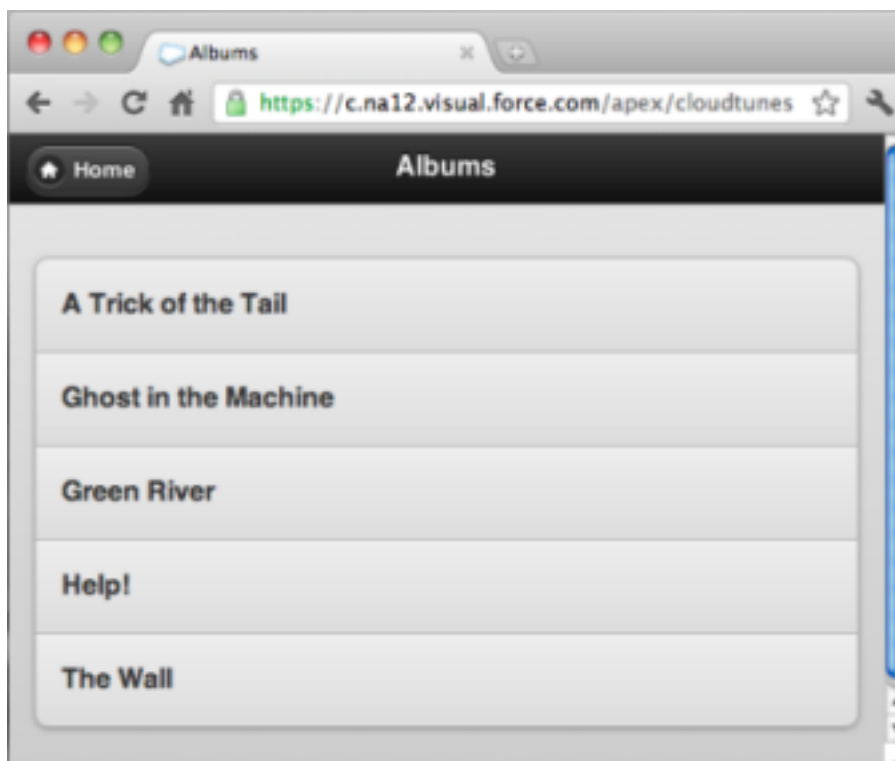 Albums
https://c.na12.visual.force.com/apex/cloudtunes
Home
Albums
A Trick of the Tail
Ghost in the Machine
Green River
Help!
The Wall